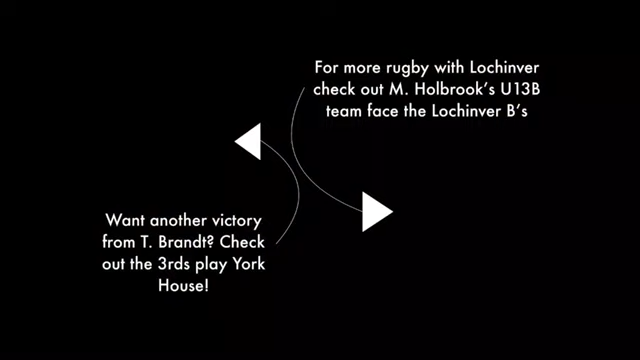 For more rugby with Lochinver
check out M. Holbrook's U13B
team face the Lochinver B's
Want another victory
from T. Brandt? Check
out the 3rds play York
House!